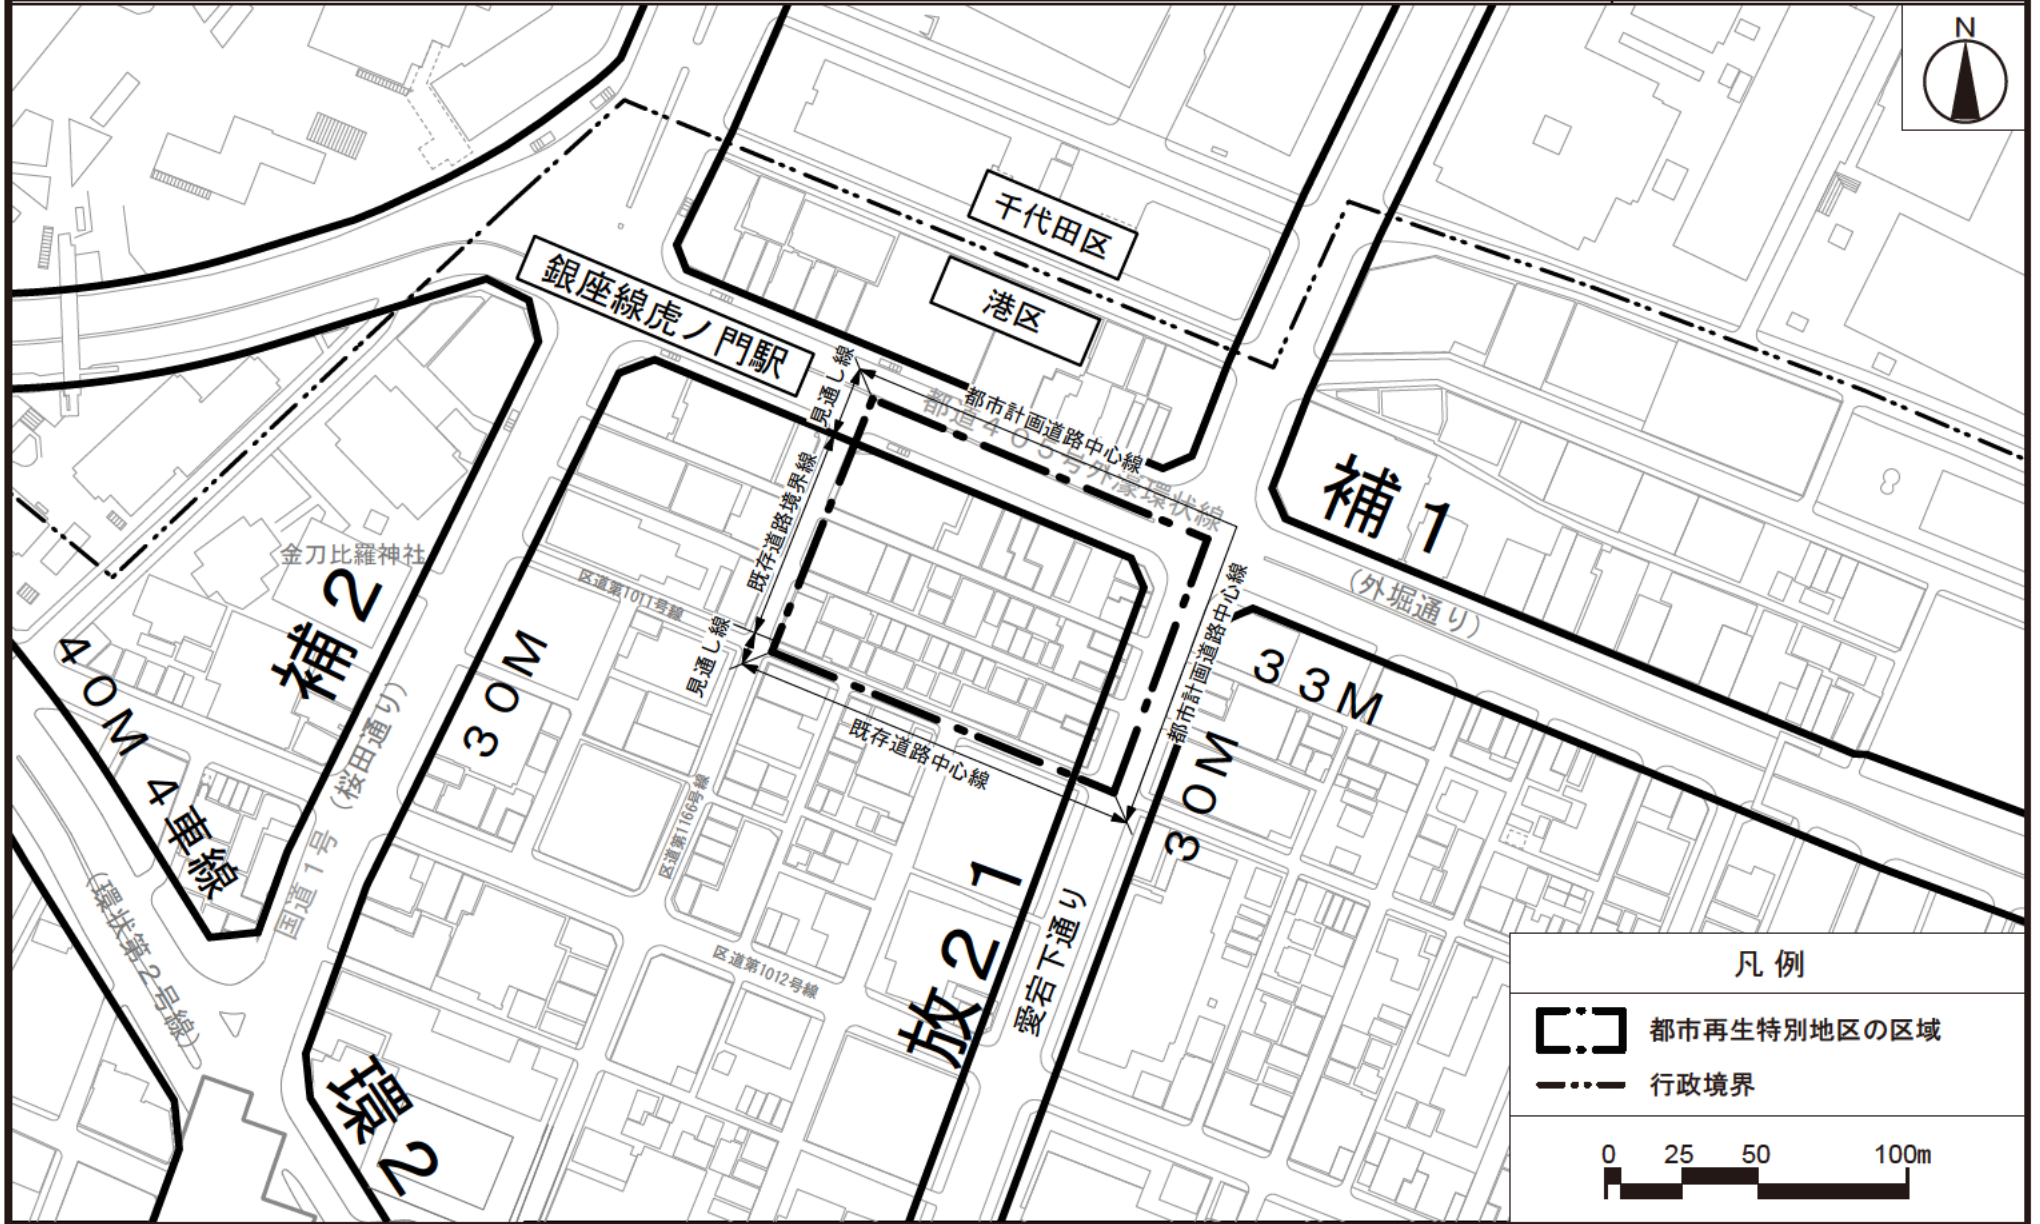 N
千代田区
港区
銀座線虎ノ門駅
見通し線
都市計画道路中心線
都道405号外濠環状線
既存道路境界線
補1
(外堀通り)
金刀比羅神社
区道第1011号線
補2
見通し線
都市計画道路中心線
33M
30M
40M 4車線
国道1号 (桜田通り)
既存道路中心線
30M
区道第1166号線
(環状第2号線)
放21
愛宕下通り
区道第1012号線
環2
凡例
都市再生特別地区の区域
行政境界
0 25 50 100m